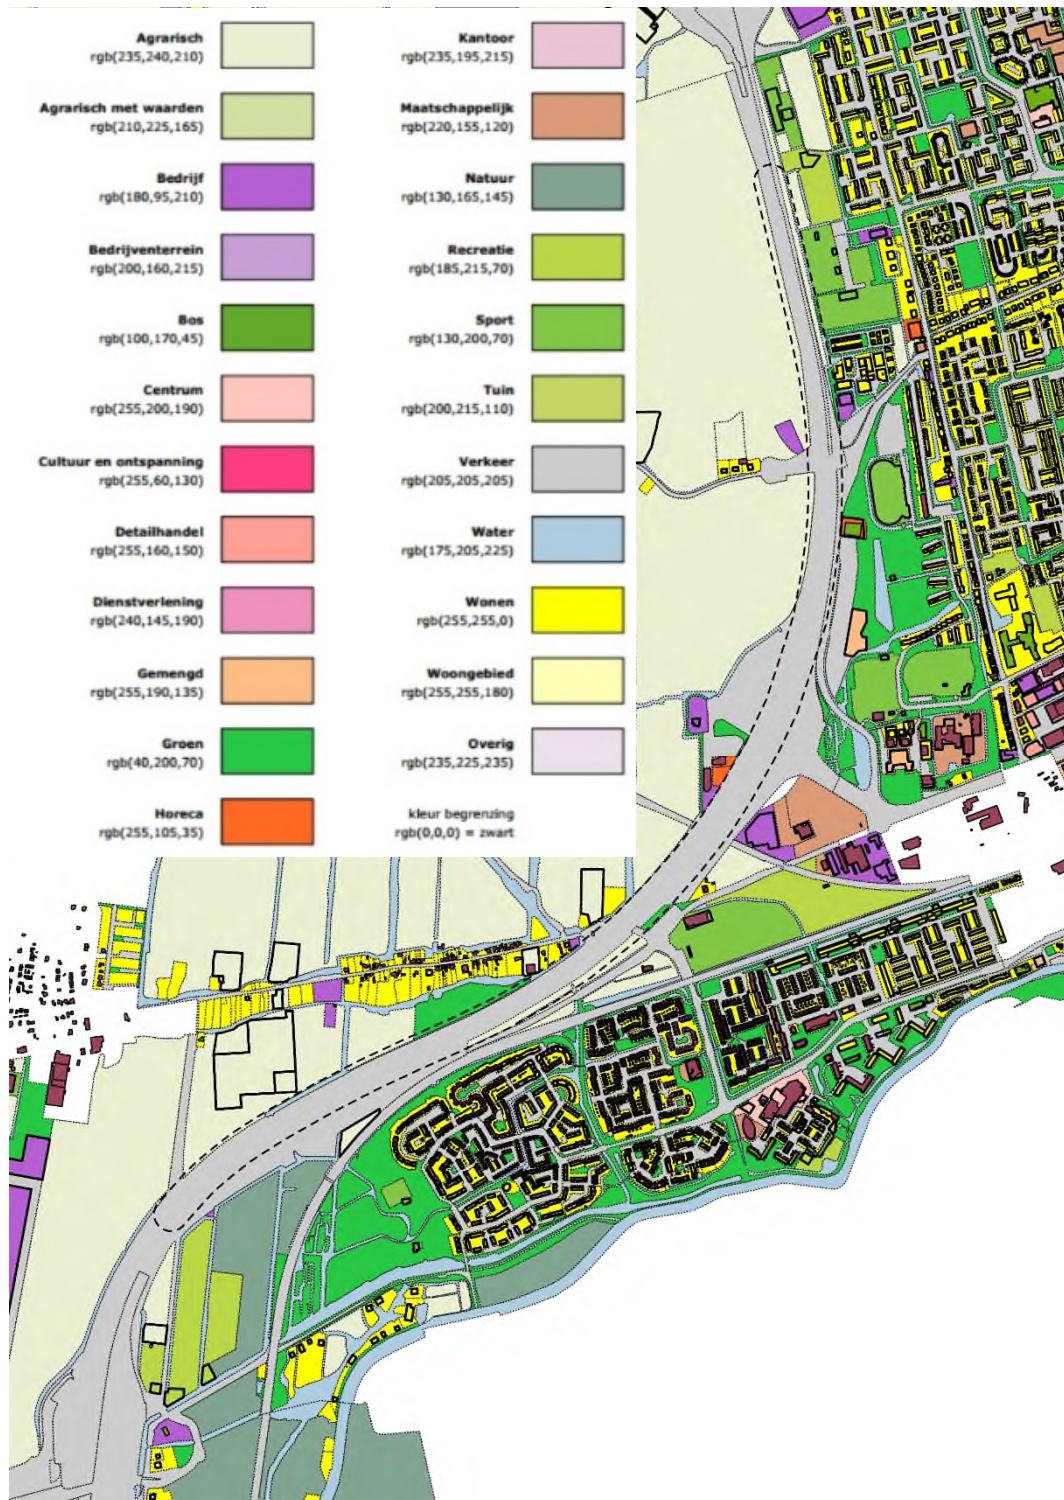 Agrarisch
rgb(235,240,210)
Agrarisch met waarden
rgb(210,225,165)
Bedrijf
rgb(180,95,210)
Bedrijventerrein
rgb(200,160,215)
Bos
rgb(100,170,45)
Centrum
rgb(255,200,190)
Cultuur en ontspanning
rgb(255,60,130)
Detailhandel
rgb(255,160,150)
Dienstverlening
rgb(240,145,190)
Gemengd
rgb(255,190,135)
Groen
rgb(40,200,70)
Horeca
rgb(255,105,35)
Kantoor
rgb(235,195,215)
Maatschappelijk
rgb(220,155,120)
Natuur
rgb(130,165,145)
Recreatie
rgb(185,215,70)
Sport
rgb(130,200,70)
Tuin
rgb(200,215,110)
Verkeer
rgb(205,205,205)
Water
rgb(175,205,225)
Wonen
rgb(255,255,0)
Woongebied
rgb(255,255,180)
Overig
rgb(235,225,235)
kleur begrenzing
rgb(0,0,0) = zwart